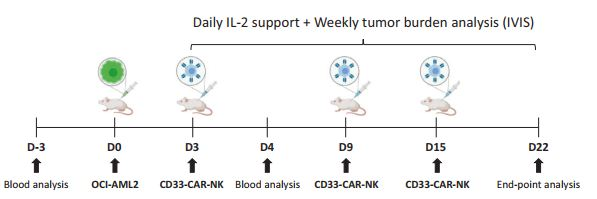 Daily IL-2 support + Weekly tumor burden analysis (IVIS)
D-3 D0 D3 D4 D9 D15 D22
Blood analysis OCI-AML2 CD33-CAR-NK Blood analysis CD33-CAR-NK CD33-CAR-NK End-point analysis